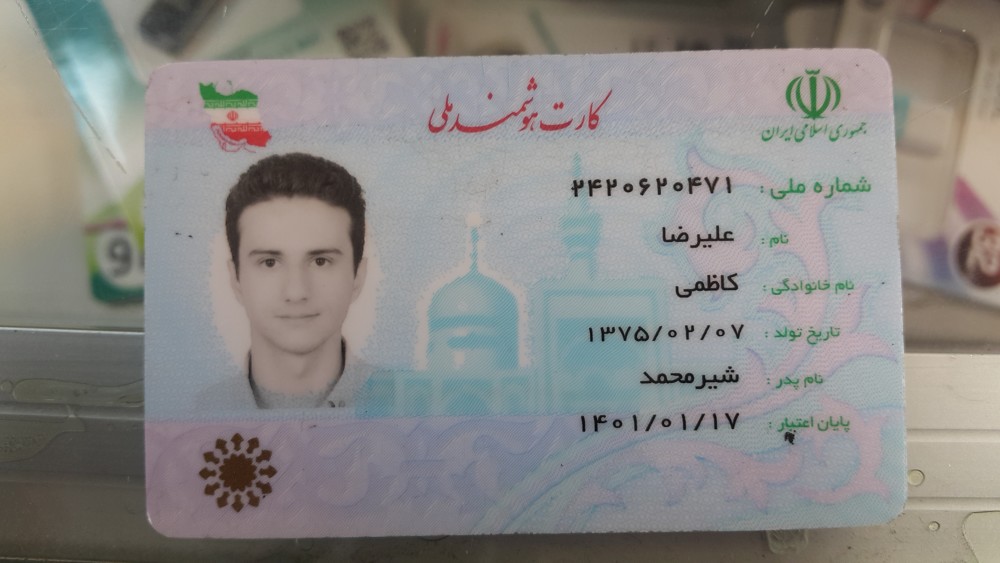 کارت هوشمند ملی
جمهوری اسلامی ایران
شماره ملی : ۲۴۲۰۶۲۰۴۷۱
نام : علیرضا
نام خانوادگی : کاظمی
تاریخ تولد : ۱۳۷۵/۰۲/۰۷
نام پدر : شیرمحمد
پایان اعتبار : ۱۴۰۱/۰۱/۱۷